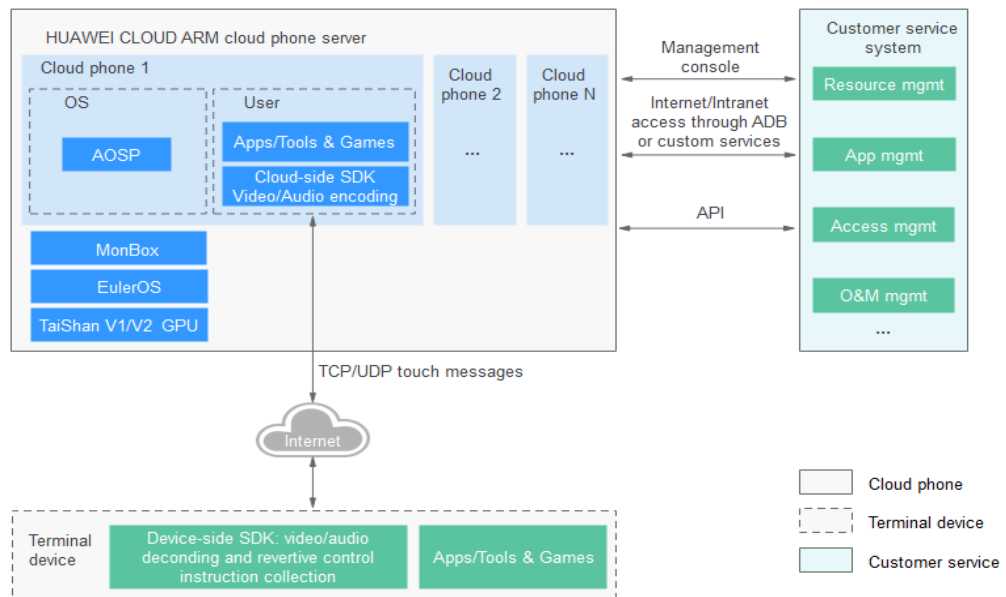 HUAWEI CLOUD ARM cloud phone server
Cloud phone 1
OS
AOSP
User
Apps/Tools & Games
Cloud-side SDK
Video/Audio encoding
Cloud
phone 2
...
Cloud
phone N
...
MonBox
EulerOS
TaiShan V1/V2 GPU
Management
console
Internet/Intranet
access through ADB
or custom services
API
Customer service
system
Resource mgmt
App mgmt
Access mgmt
O&M mgmt
...
TCP/UDP touch messages
Internet
Terminal
device
Device-side SDK: video/audio
deconding and revertive control
instruction collection
Apps/Tools & Games
Cloud phone
Terminal device
Customer service